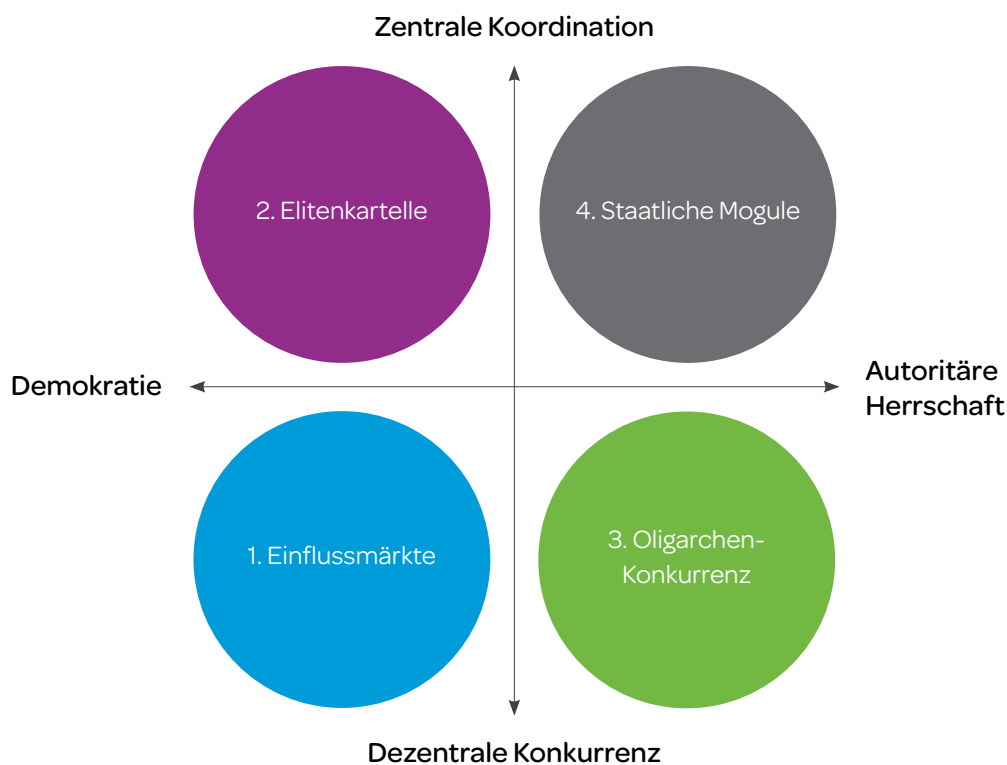 Zentrale Koordination
2. Elitenkartelle
4. Staatliche Mogule
Demokratie
Autoritäre
Herrschaft
1. Einflussmärkte
3. Oligarchen-
Konkurrenz
Dezentrale Konkurrenz